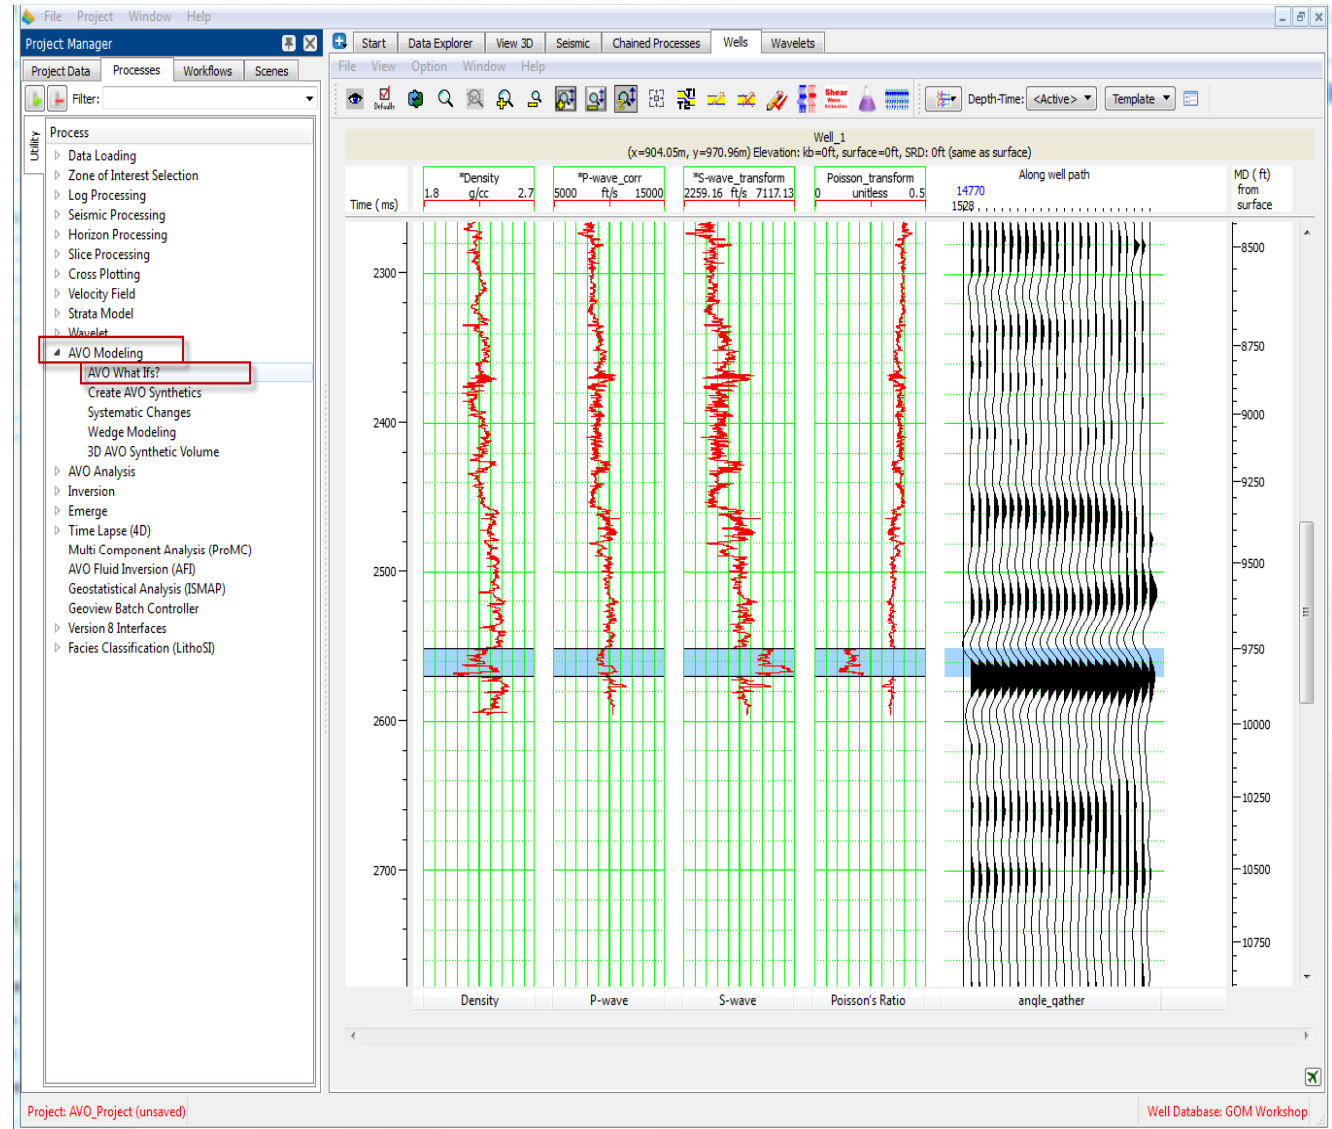 File Project Window Help
Project Manager
Project Data Processes Workflows Scenes
Filter:
Utility
Process
Data Loading
Zone of Interest Selection
Log Processing
Seismic Processing
Horizon Processing
Slice Processing
Cross Plotting
Velocity Field
Strata Model
Wavelet
AVO Modeling
AVO What Ifs?
Create AVO Synthetics
Systematic Changes
Wedge Modeling
3D AVO Synthetic Volume
AVO Analysis
Inversion
Emerge
Time Lapse (4D)
Multi Component Analysis (ProMC)
AVO Fluid Inversion (AFI)
Geostatistical Analysis (ISMAP)
Geoview Batch Controller
Version 8 Interfaces
Facies Classification (LithoSI)
Start Data Explorer View 3D Seismic Chained Processes Wells Wavelets
File View Option Window Help
Default Shear Wave Estimation Depth-Time: <Active> Template
Well_1
(x=904.05m, y=970.96m) Elevation: kb=0ft, surface=0ft, SRD: 0ft (same as surface)
Time (ms)
*Density
1.8 g/cc 2.7
*P-wave_corr
5000 ft/s 15000
*S-wave_transform
2259.16 ft/s 7117.13
Poisson_transform
0 unitless 0.5
Along well path
14770
1528
MD (ft)
from
surface
2300
2400
2500
2600
2700
8500
8750
9000
9250
9500
9750
10000
10250
10500
10750
Density P-wave S-wave Poisson's Ratio angle_gather
Project: AVO_Project (unsaved)
Well Database: GOM Workshop